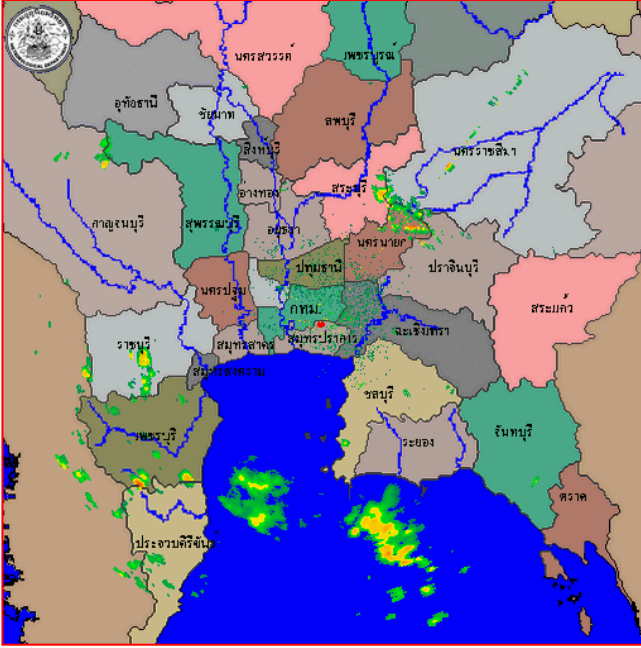 นครสวรรค์
เพชรบูรณ์
อุทัยธานี
ชัยนาท
ลพบุรี
สิงห์บุรี
นครราชสีมา
อ่างทอง
สระบุรี
กาญจนบุรี
สุพรรณบุรี
อยุธยา
นครนายก
ปทุมธานี
ปราจีนบุรี
นครปฐม
กทม.
สระแก้ว
ฉะเชิงเทรา
ราชบุรี
สมุทรสาคร
สมุทรปราการ
สมุทรสงคราม
ชลบุรี
เพชรบุรี
ระยอง
จันทบุรี
ตราด
ประจวบคีรีขันธ์